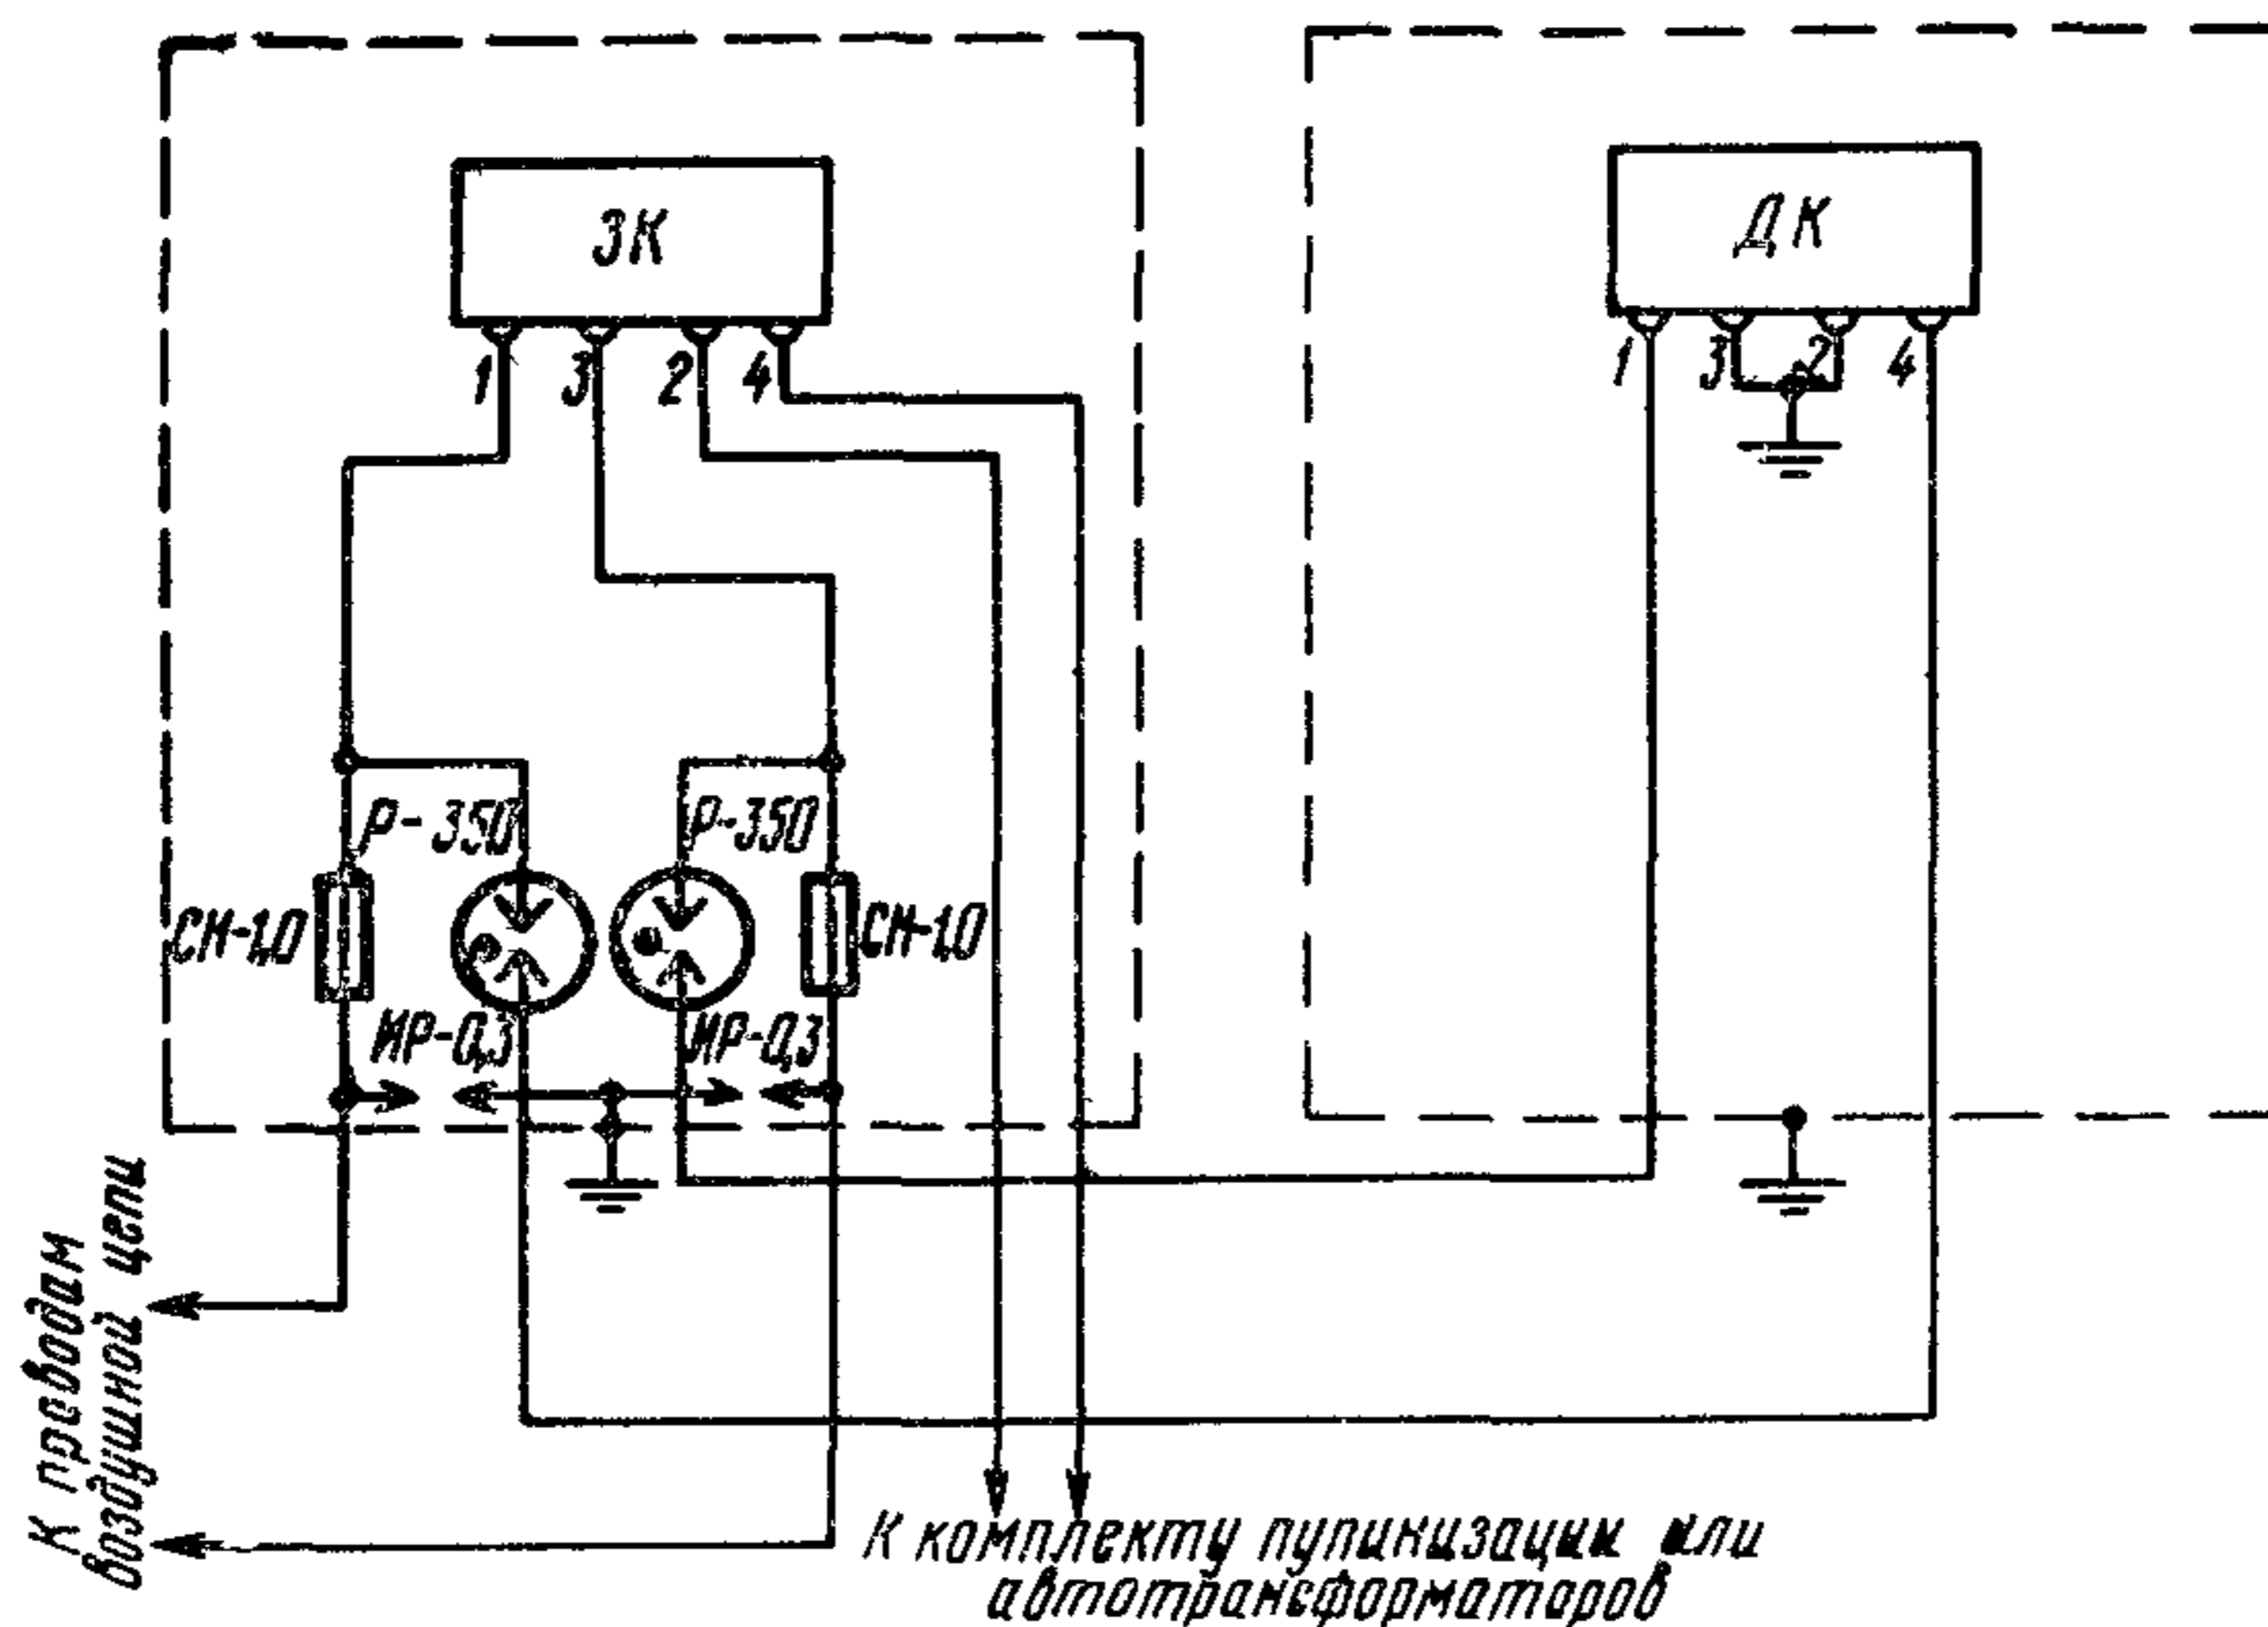 ЗК
ДК
1 3 2 4
1 3 2 4
Р-350 Р-350
СН-1,0 СН-1,0
ИР-0,3 ИР-0,3
К проводам
воздушной цепи
К комплекту пупинизации или
автотрансформаторов